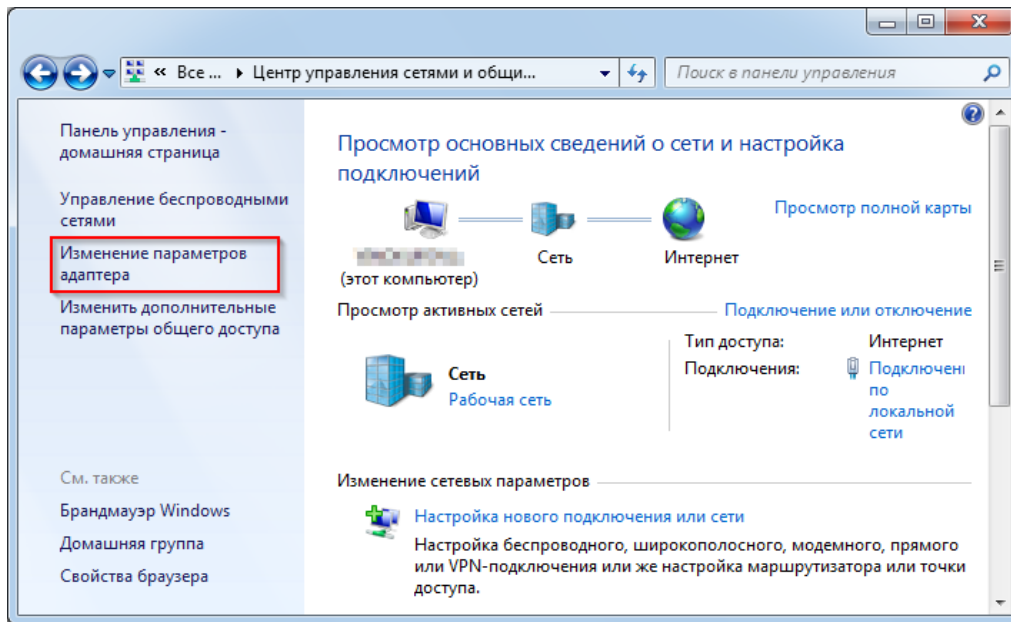 « Все ... Центр управления сетями и общи...
Поиск в панели управления
Панель управления -
домашняя страница
Управление беспроводными
сетями
Изменение параметров
адаптера
Изменить дополнительные
параметры общего доступа
См. также
Брандмауэр Windows
Домашняя группа
Свойства браузера
Просмотр основных сведений о сети и настройка
подключений
Просмотр полной карты
(этот компьютер)
Сеть
Интернет
Просмотр активных сетей
Подключение или отключение
Сеть
Рабочая сеть
Тип доступа: Интернет
Подключения: Подключени
по
локальной
сети
Изменение сетевых параметров
Настройка нового подключения или сети
Настройка беспроводного, широкополосного, модемного, прямого
или VPN-подключения или же настройка маршрутизатора или точки
доступа.